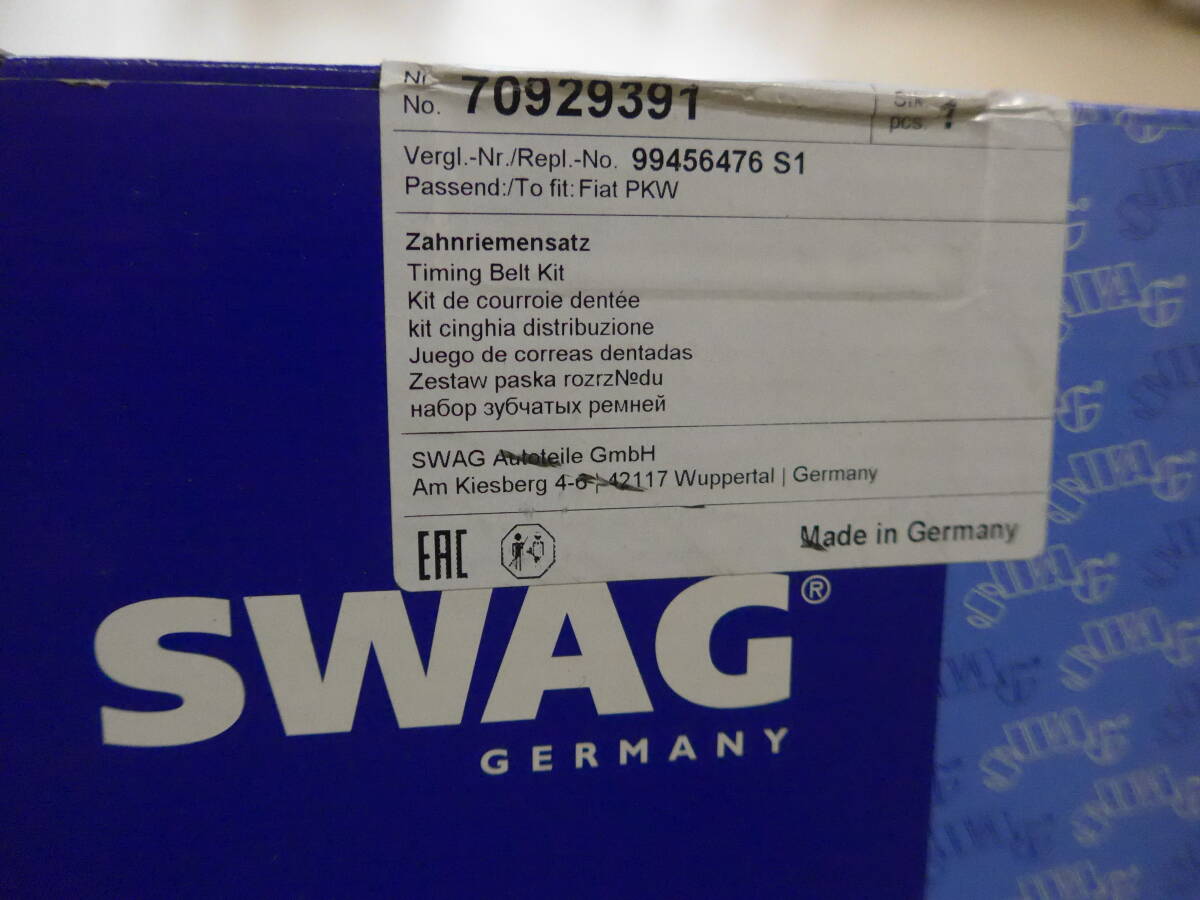 Nr.
No. 70929391
Stk
pcs. 1
Vergl.-Nr./Repl.-No. 99456476 S1
Passend:/To fit: Fiat PKW
Zahnriemensatz
Timing Belt Kit
Kit de courroie dentée
kit cinghia distribuzione
Juego de correas dentadas
Zestaw paska rozrz№du
набор зубчатых ремней
SWAG Autoteile GmbH
Am Kiesberg 4-6 | 42117 Wuppertal | Germany
EAC
Made in Germany
SWAG®
GERMANY